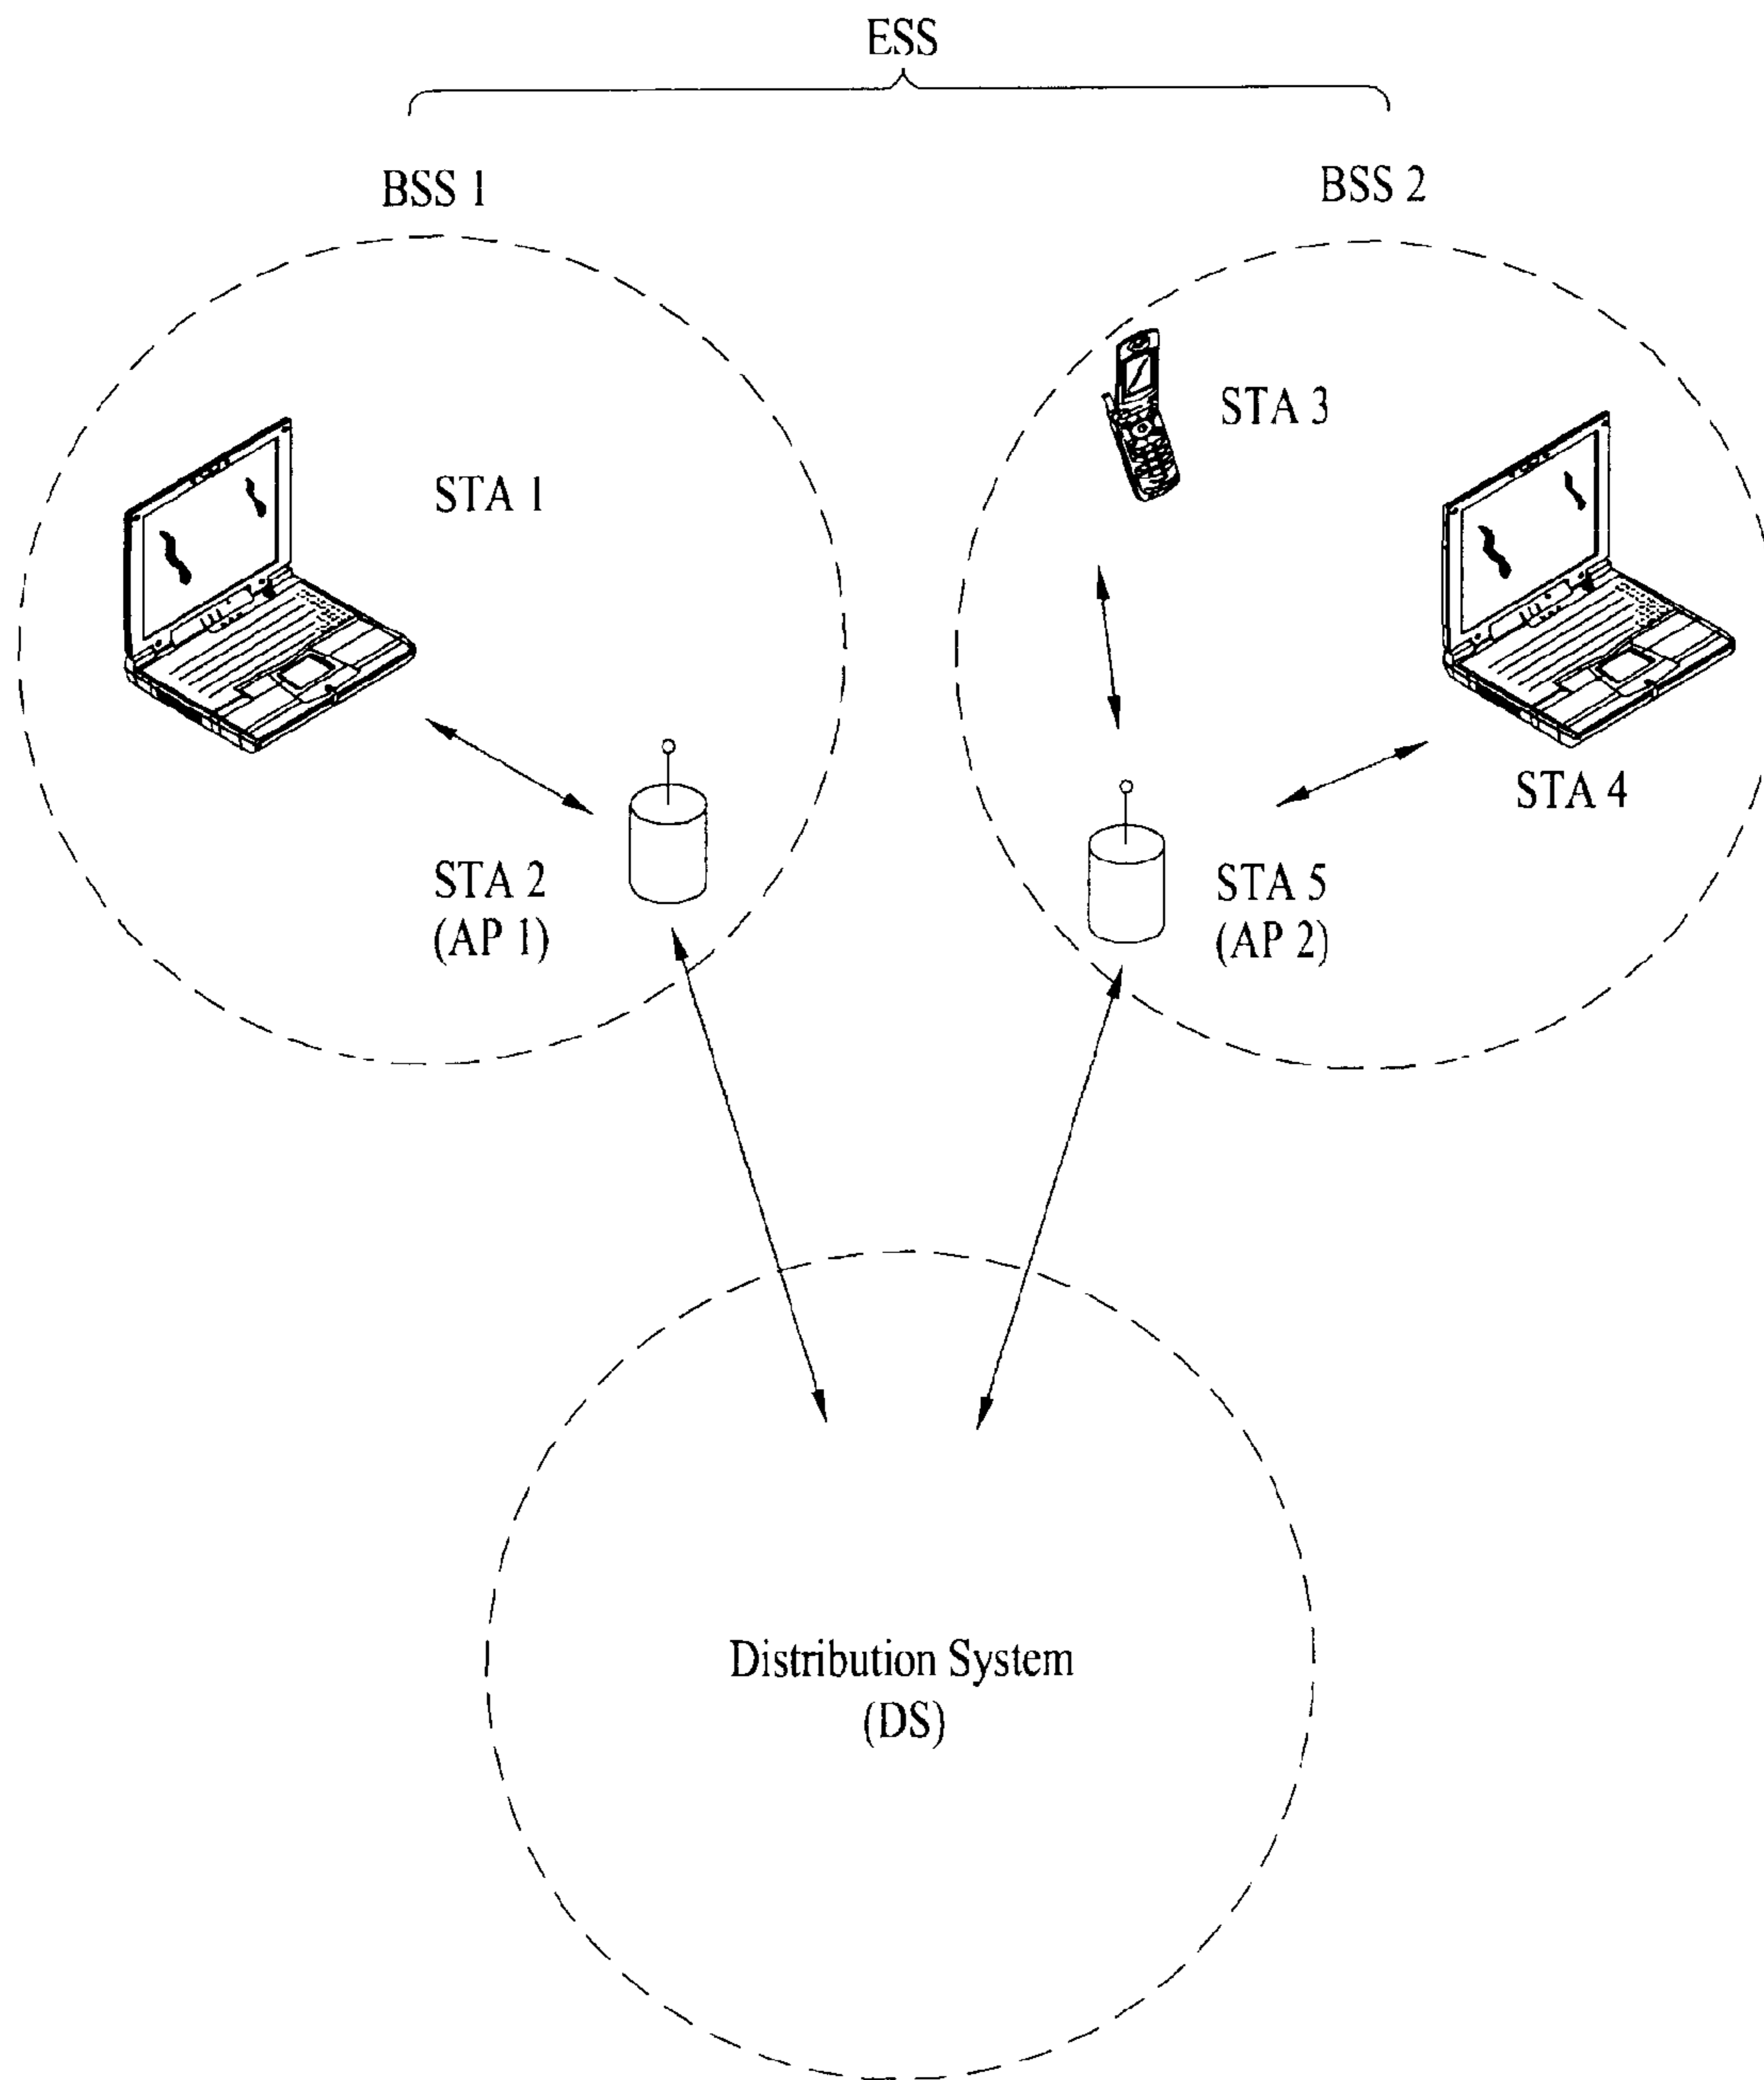 ESS
BSS 1
BSS 2
STA 3
STA 1
STA 4
STA 2
(AP 1)
STA 5
(AP 2)
Distribution System
(DS)